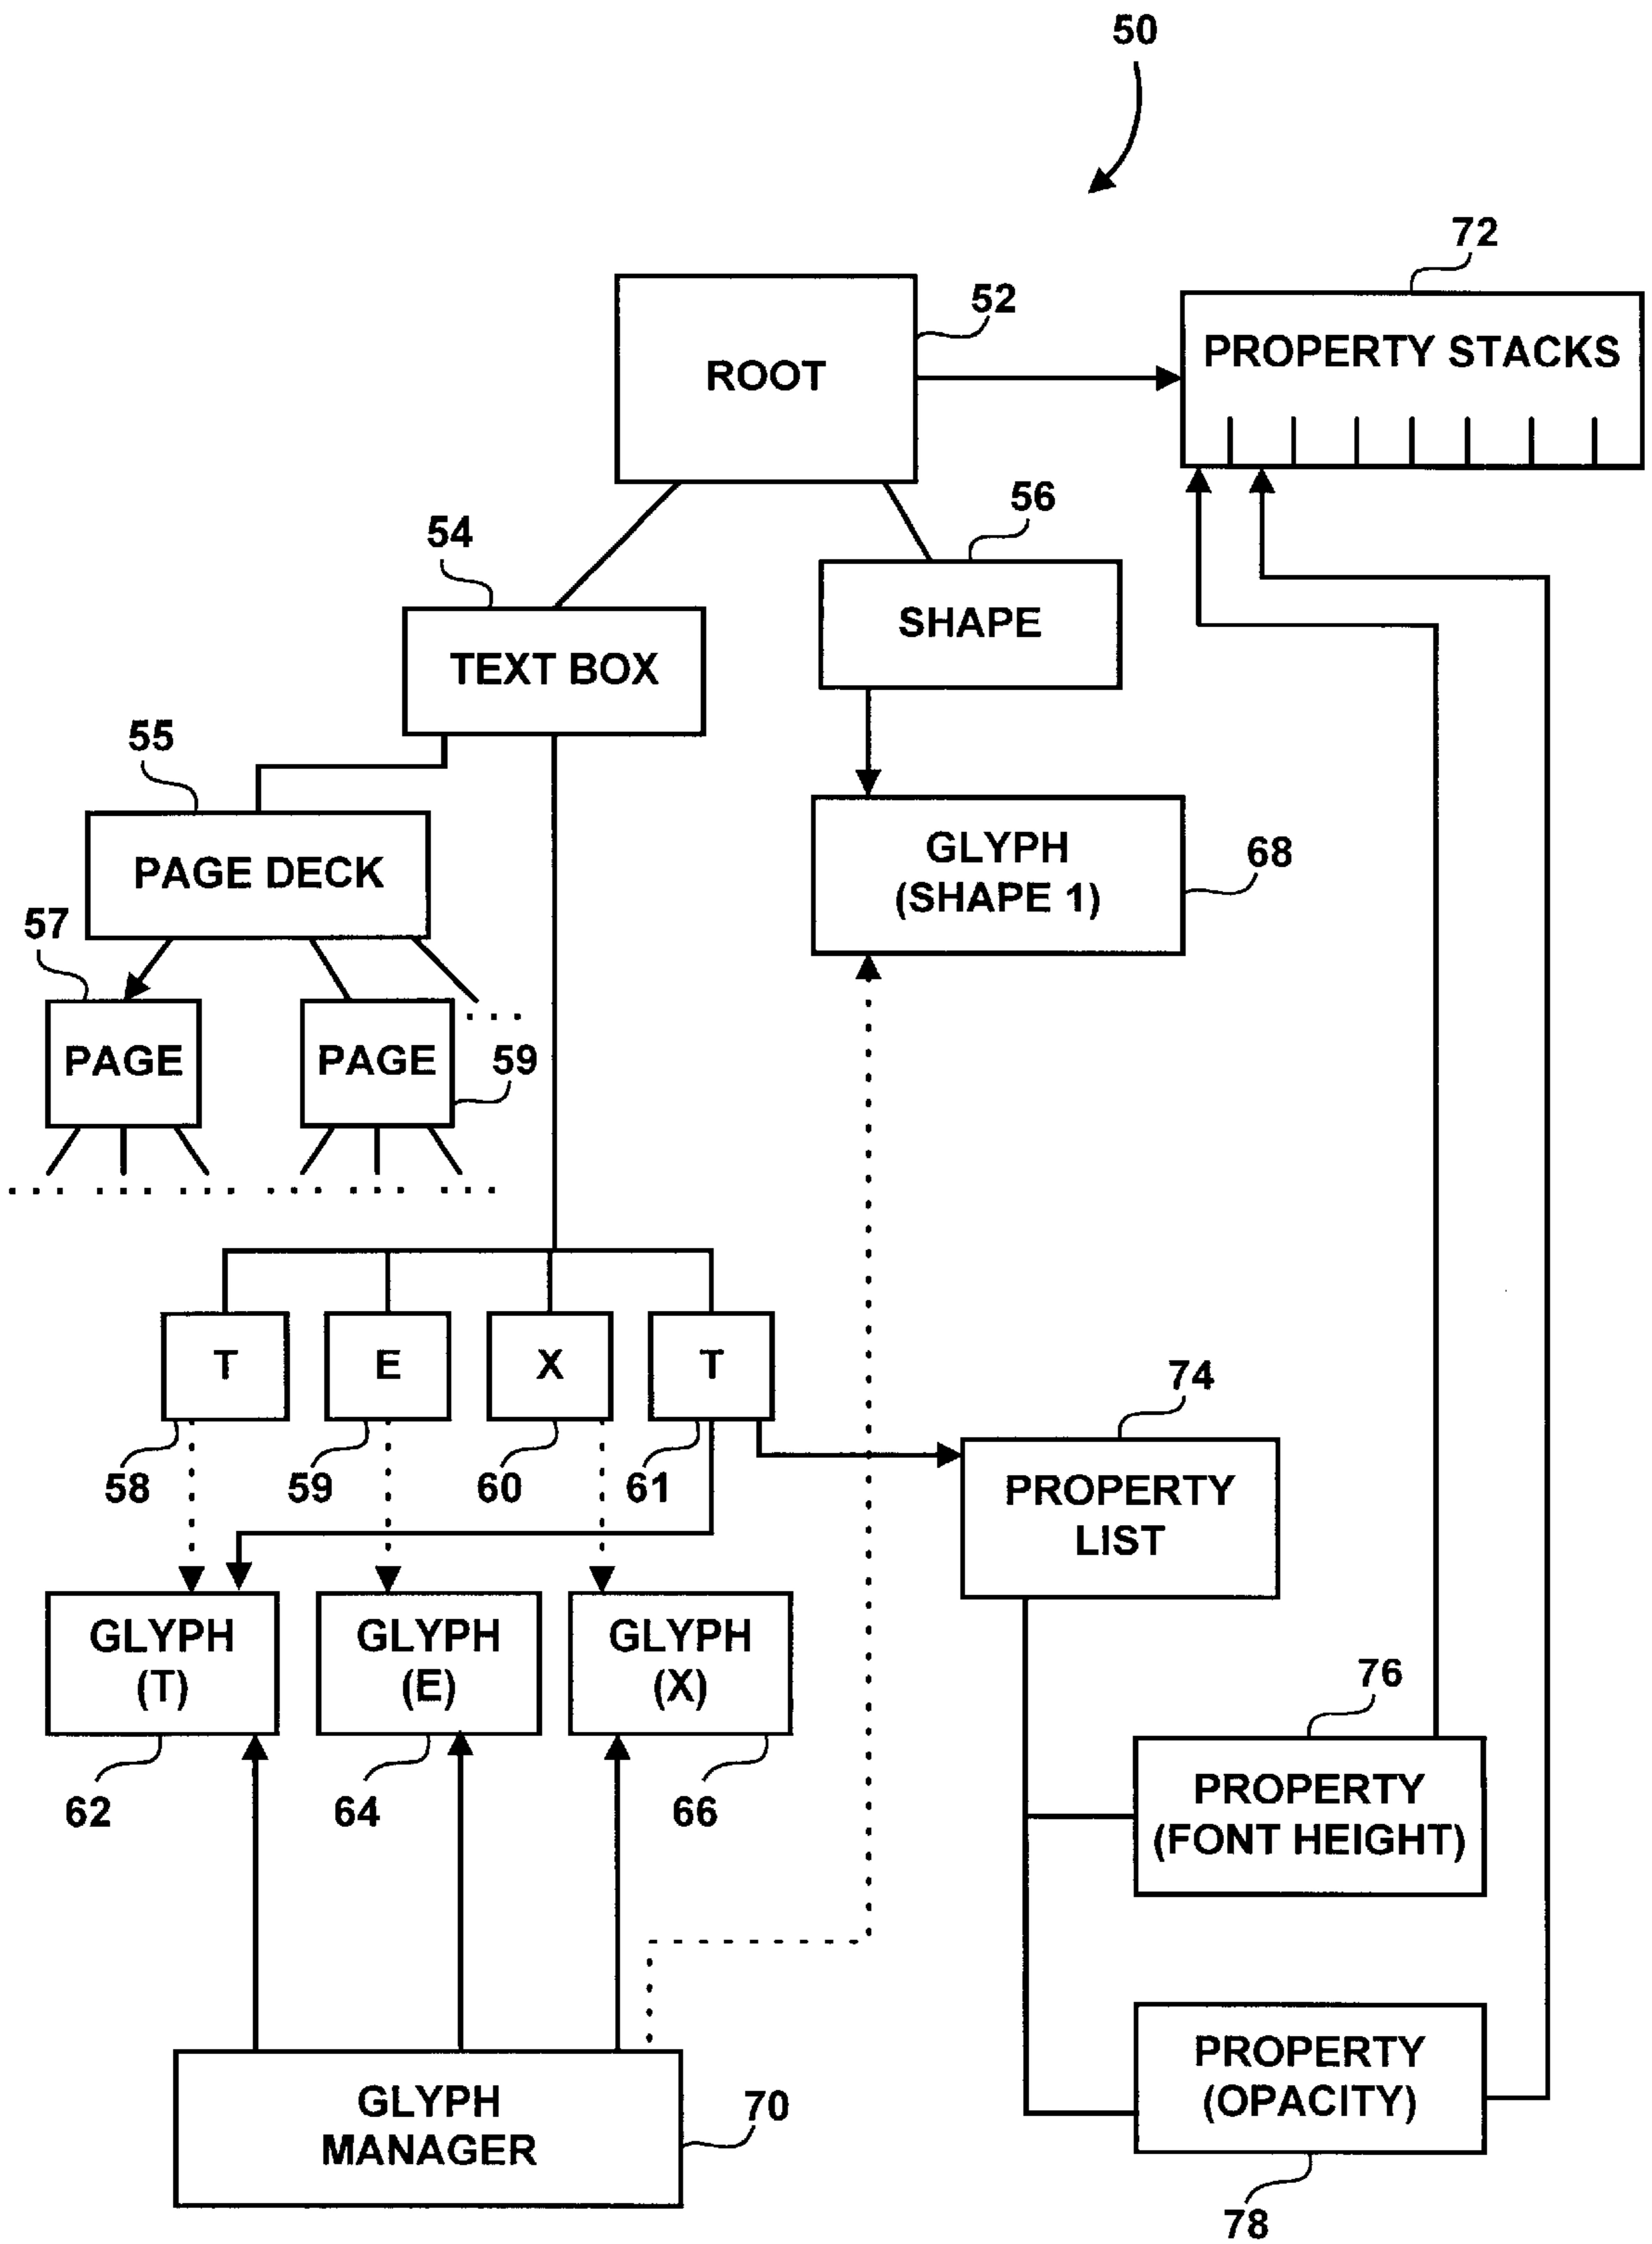 50
72
52
PROPERTY STACKS
ROOT
56
54
SHAPE
TEXT BOX
55
GLYPH
(SHAPE 1)
68
PAGE DECK
57
PAGE
PAGE
59
T
E
X
T
74
58
59
60
61
PROPERTY
LIST
GLYPH
(T)
GLYPH
(E)
GLYPH
(X)
76
62
64
66
PROPERTY
(FONT HEIGHT)
PROPERTY
(OPACITY)
GLYPH
MANAGER
70
78